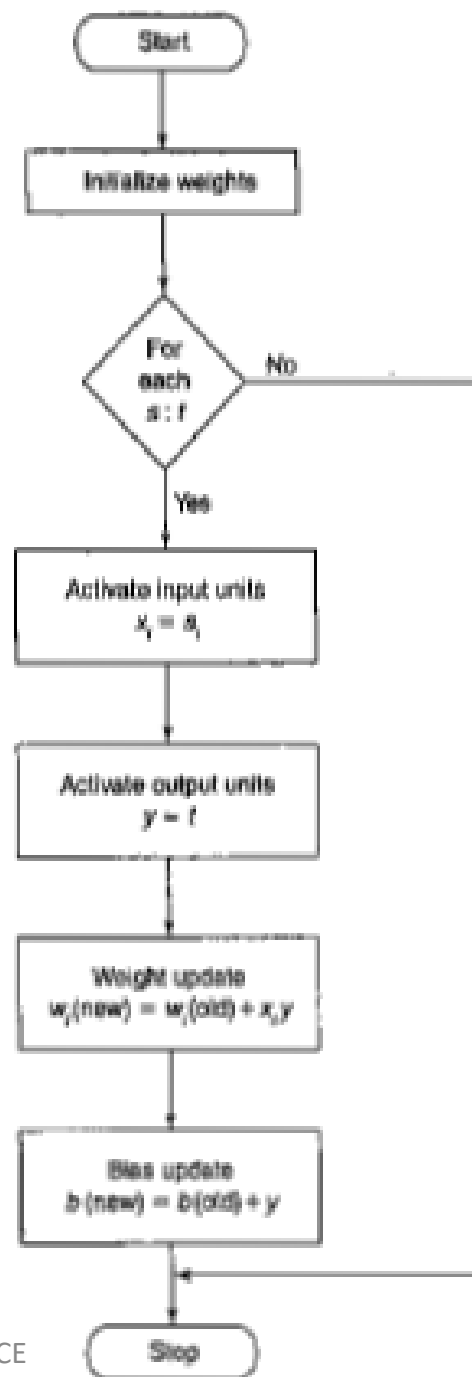 Start
Initialize weights
For
each
s : t
No
Yes
Activate input units
xᵢ = sᵢ
Activate output units
y = t
Weight update
wᵢ(new) = wᵢ(old) + xᵢy
Bias update
b (new) = b (old) + y
Stop
CE